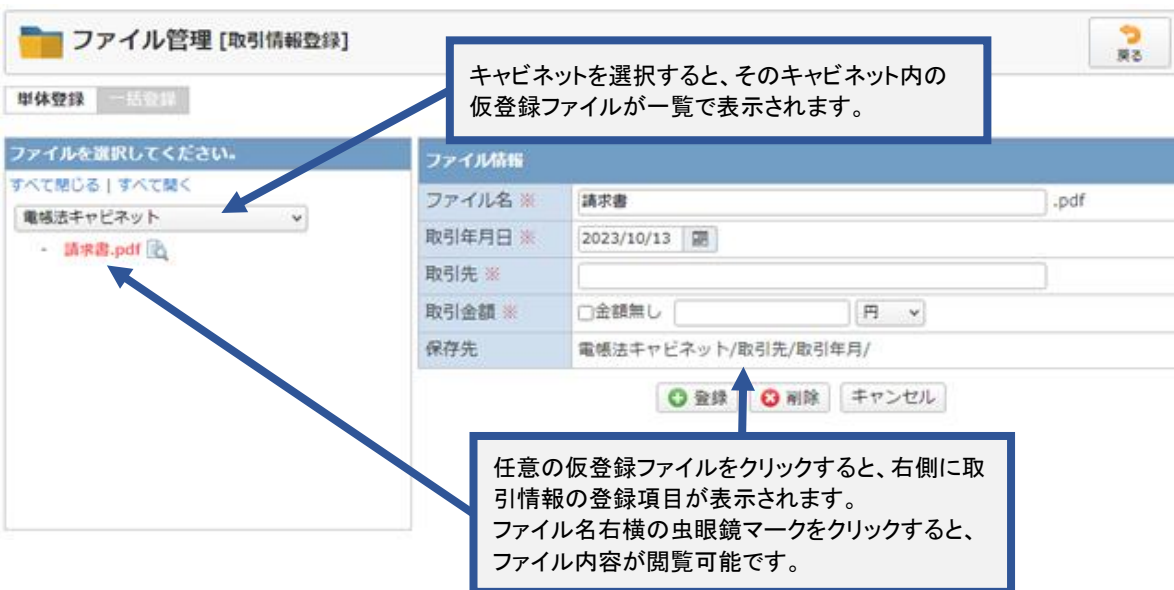 ファイル管理 [取引情報登録]
戻る
キャビネットを選択すると、そのキャビネット内の
仮登録ファイルが一覧で表示されます。
単体登録 一括登録
ファイルを選択してください。
すべて閉じる | すべて開く
電帳法キャビネット
- 請求書.pdf
ファイル情報
ファイル名 ※ 請求書 .pdf
取引年月日 ※ 2023/10/13
取引先 ※
取引金額 ※ 金額無し 円
保存先 電帳法キャビネット/取引先/取引年月/
登録 削除 キャンセル
任意の仮登録ファイルをクリックすると、右側に取
引情報の登録項目が表示されます。
ファイル名右横の虫眼鏡マークをクリックすると、
ファイル内容が閲覧可能です。